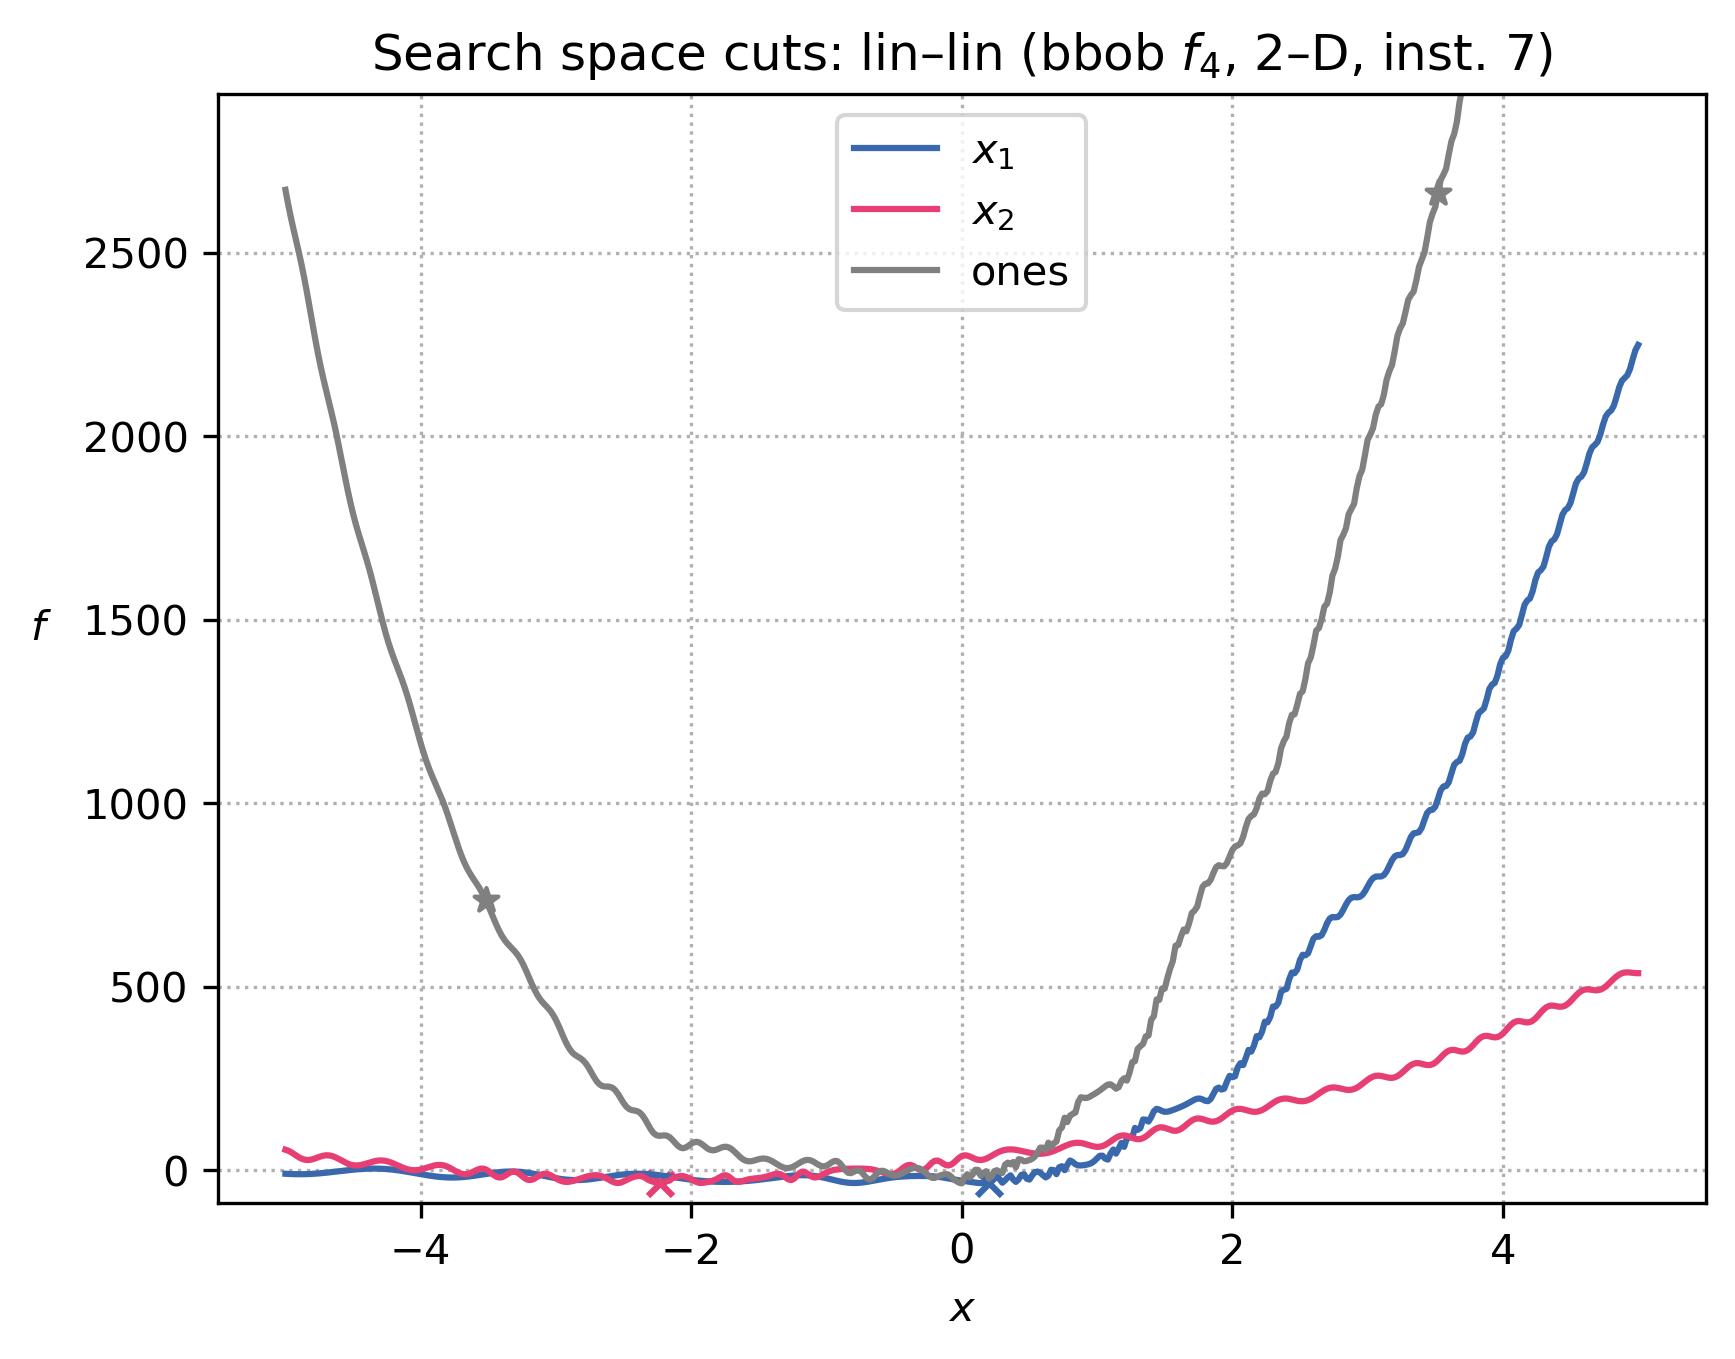 Search space cuts: lin–lin (bbob f₄, 2–D, inst. 7)
x₁
x₂
ones
2500
2000
1500
1000
500
0
f
−4 −2 0 2 4
x